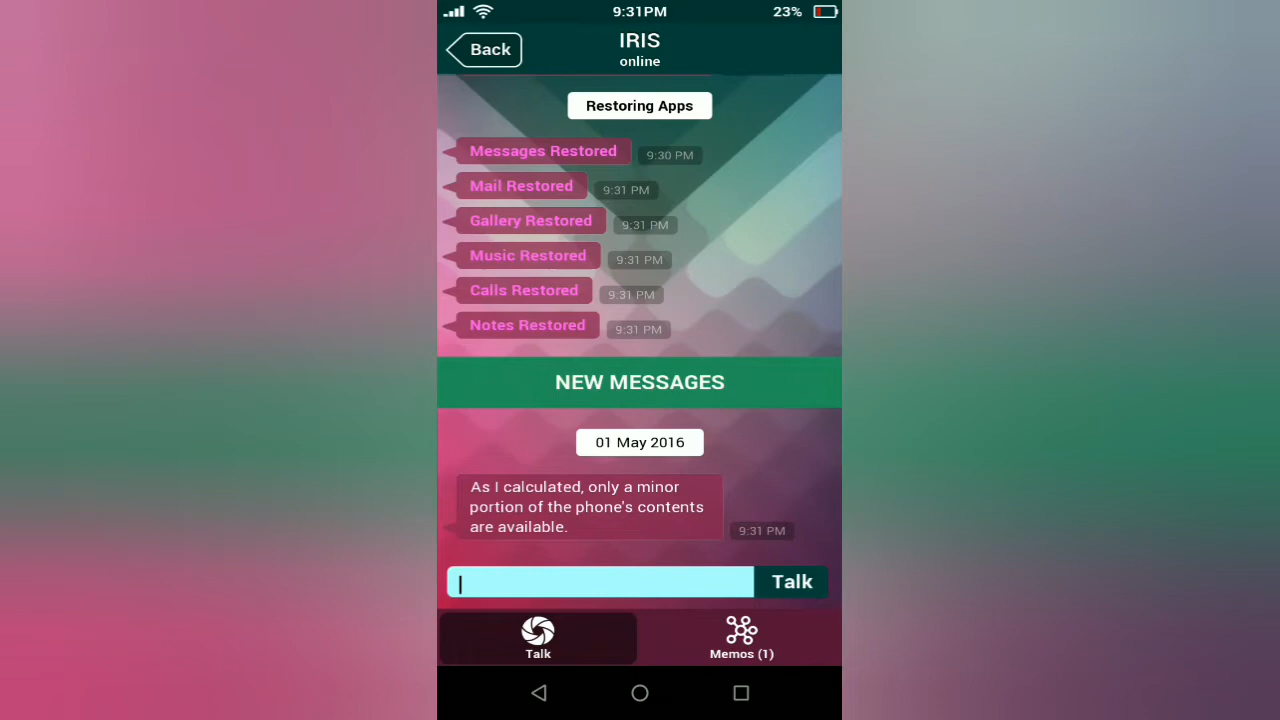 9:31PM
23%
Back
IRIS
online
Restoring Apps
Messages Restored
9:30 PM
Mail Restored
9:31 PM
Gallery Restored
9:31 PM
Music Restored
9:31 PM
Calls Restored
9:31 PM
Notes Restored
9:31 PM
NEW MESSAGES
01 May 2016
As I calculated, only a minor
portion of the phone's contents
are available.
9:31 PM
Talk
Talk
Memos (1)